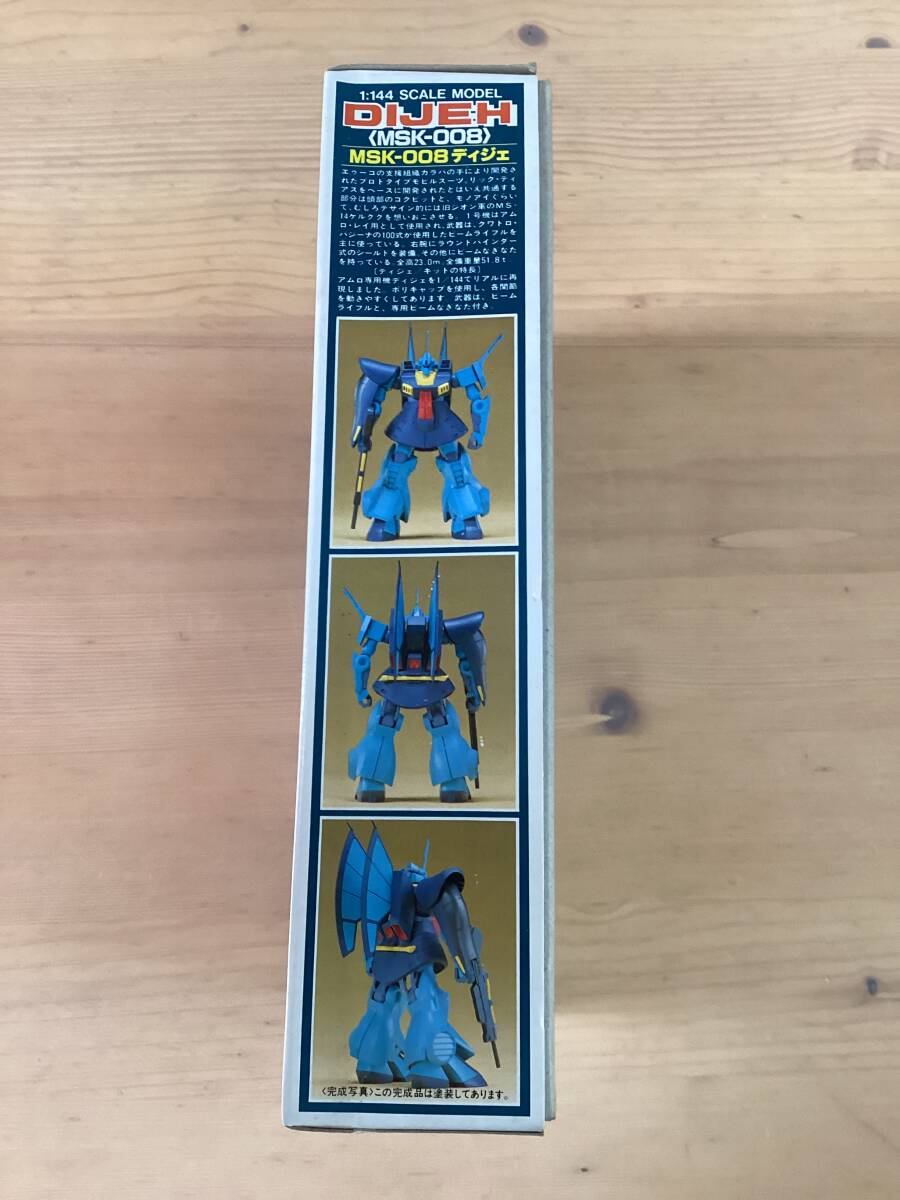 1:144 SCALE MODEL
DIJEH
〈MSK-008〉
MSK-008ディジェ
エゥーゴの支援組織カラバの手により開発さ
れたプロトタイプモビルスーツ。リック・ディ
アスをベースに開発されたとはいえ共通する
部分は頭部のコクピットと、モノアイくらい
て、むしろデザイン的には旧ジオン軍のMS-
14ゲルググを想いおこさせる。1号機はアム
ロ・レイ用として使用され、武器は、クワトロ・
バジーナの100式が使用したビームライフルを
主に使っている。右腕にラウンドバインダー
式のシールドを装備、その他にビームなぎなた
を持っている。全高23.0m、全備重量51.8t
〔ディジェ/キットの特長〕
アムロ専用機ディジェを1/144でリアルに再
現しました。ポリキャップを使用し、各関節
を動きやすくしてあります。武器は、ビーム
ライフルと、専用ビームなぎなた付き。
〈完成写真〉この完成品は塗装してあります。